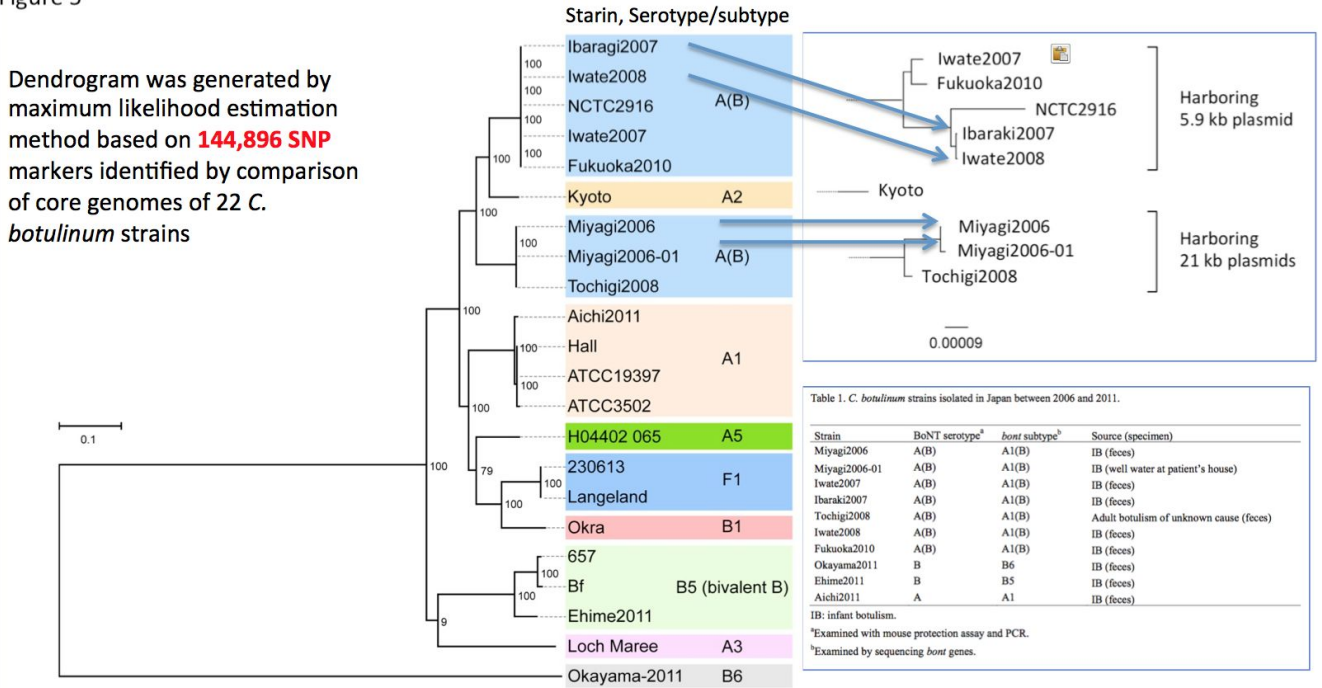 Starin, Serotype/subtype
Dendrogram was generated by
maximum likelihood estimation
method based on 144,896 SNP
markers identified by comparison
of core genomes of 22 C.
botulinum strains
0.1
100
100
100
100
100
100
100
100
100
100
100
100
100
79
100
100
100
100
9
Ibaragi2007
Iwate2008
NCTC2916
A(B)
Iwate2007
Fukuoka2010
Kyoto A2
Miyagi2006
Miyagi2006-01 A(B)
Tochigi2008
Aichi2011
Hall
A1
ATCC19397
ATCC3502
H04402 065 A5
230613
F1
Langeland
Okra B1
657
Bf B5 (bivalent B)
Ehime2011
Loch Maree A3
Okayama-2011 B6
Iwate2007
Fukuoka2010
NCTC2916
Ibaraki2007
Iwate2008
Harboring
5.9 kb plasmid
Kyoto
Miyagi2006
Miyagi2006-01
Tochigi2008
Harboring
21 kb plasmids
0.00009
Table 1. C. botulinum strains isolated in Japan between 2006 and 2011.
Strain BoNT serotypeᵃ bont subtypeᵇ Source (specimen)
Miyagi2006 A(B) A1(B) IB (feces)
Miyagi2006-01 A(B) A1(B) IB (well water at patient's house)
Iwate2007 A(B) A1(B) IB (feces)
Ibaraki2007 A(B) A1(B) IB (feces)
Tochigi2008 A(B) A1(B) Adult botulism of unknown cause (feces)
Iwate2008 A(B) A1(B) IB (feces)
Fukuoka2010 A(B) A1(B) IB (feces)
Okayama2011 B B6 IB (feces)
Ehime2011 B B5 IB (feces)
Aichi2011 A A1 IB (feces)
IB: infant botulism.
ᵃExamined with mouse protection assay and PCR.
ᵇExamined by sequencing bont genes.